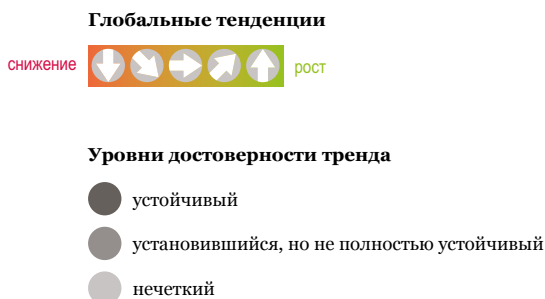 Глобальные тенденции
снижение рост
Уровни достоверности тренда
устойчивый
установившийся, но не полностью устойчивый
нечеткий